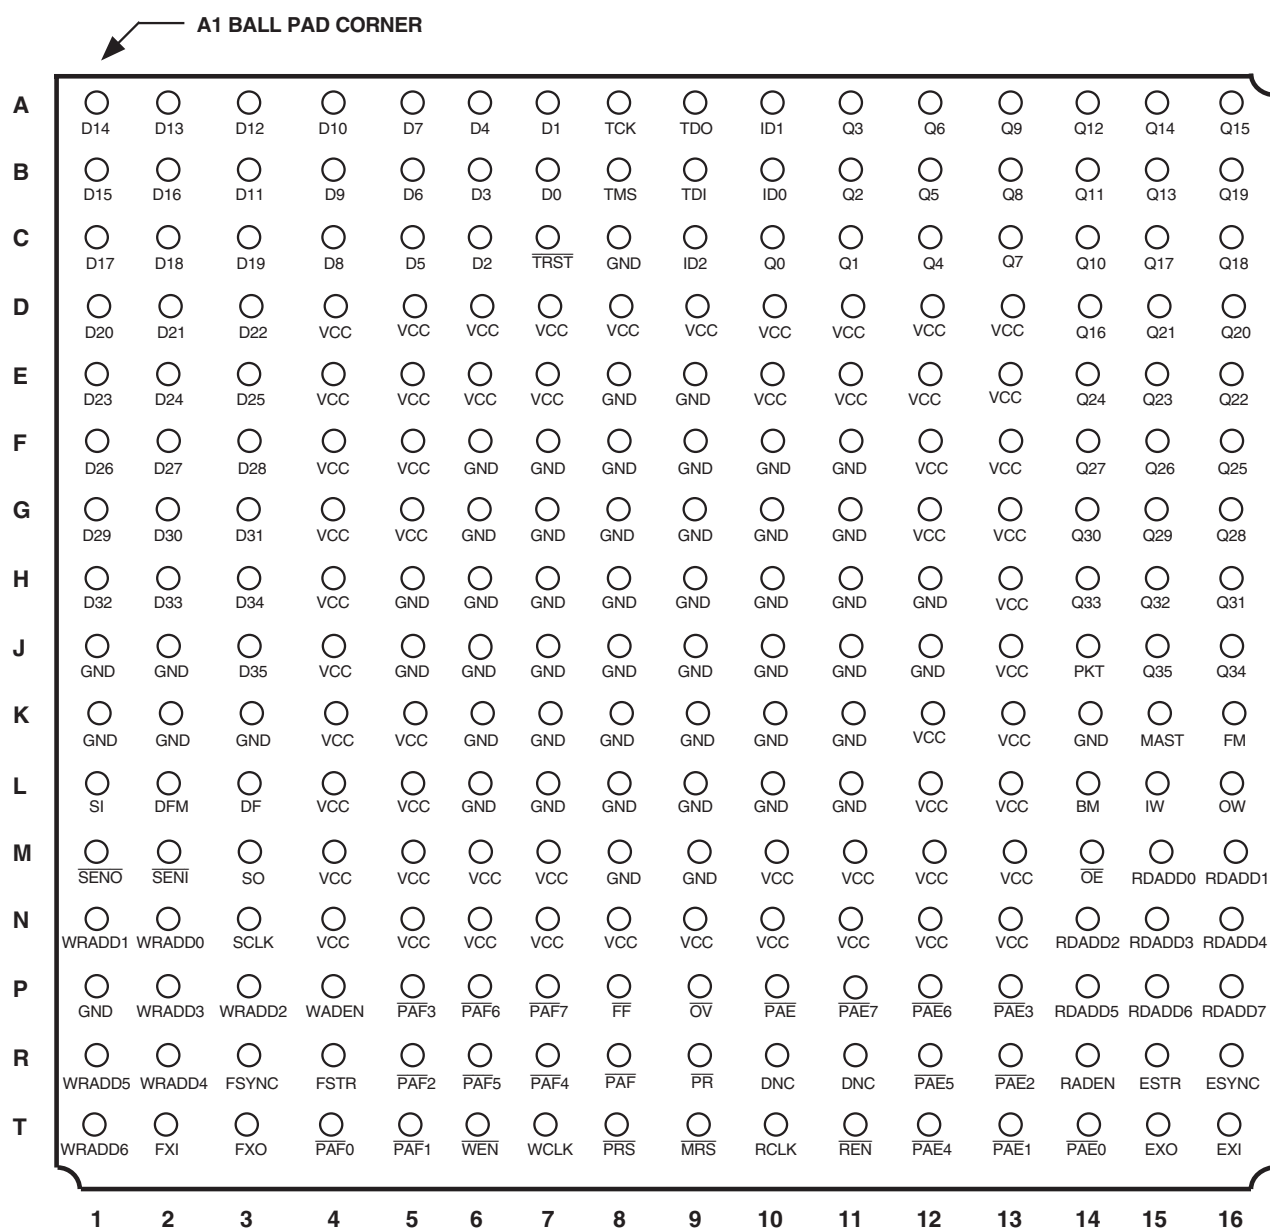 A1 BALL PAD CORNER
A
D14 D13 D12 D10 D7 D4 D1 TCK TDO ID1 Q3 Q6 Q9 Q12 Q14 Q15
B
D15 D16 D11 D9 D6 D3 D0 TMS TDI ID0 Q2 Q5 Q8 Q11 Q13 Q19
C
D17 D18 D19 D8 D5 D2 TRST GND ID2 Q0 Q1 Q4 Q7 Q10 Q17 Q18
D
D20 D21 D22 VCC VCC VCC VCC VCC VCC VCC VCC VCC VCC Q16 Q21 Q20
E
D23 D24 D25 VCC VCC VCC VCC GND GND VCC VCC VCC VCC Q24 Q23 Q22
F
D26 D27 D28 VCC VCC GND GND GND GND GND GND VCC VCC Q27 Q26 Q25
G
D29 D30 D31 VCC VCC GND GND GND GND GND GND VCC VCC Q30 Q29 Q28
H
D32 D33 D34 VCC GND GND GND GND GND GND GND GND VCC Q33 Q32 Q31
J
GND GND D35 VCC GND GND GND GND GND GND GND GND VCC PKT Q35 Q34
K
GND GND GND VCC VCC GND GND GND GND GND GND VCC VCC GND MAST FM
L
SI DFM DF VCC VCC GND GND GND GND GND GND VCC VCC BM IW OW
M
SENO SENI SO VCC VCC VCC VCC GND GND VCC VCC VCC VCC OE RDADD0 RDADD1
N
WRADD1 WRADD0 SCLK VCC VCC VCC VCC VCC VCC VCC VCC VCC VCC RDADD2 RDADD3 RDADD4
P
GND WRADD3 WRADD2 WADEN PAF3 PAF6 PAF7 FF OV PAE PAE7 PAE6 PAE3 RDADD5 RDADD6 RDADD7
R
WRADD5 WRADD4 FSYNC FSTR PAF2 PAF5 PAF4 PAF PR DNC DNC PAE5 PAE2 RADEN ESTR ESYNC
T
WRADD6 FXI FXO PAF0 PAF1 WEN WCLK PRS MRS RCLK REN PAE4 PAE1 PAE0 EXO EXI
1 2 3 4 5 6 7 8 9 10 11 12 13 14 15 16